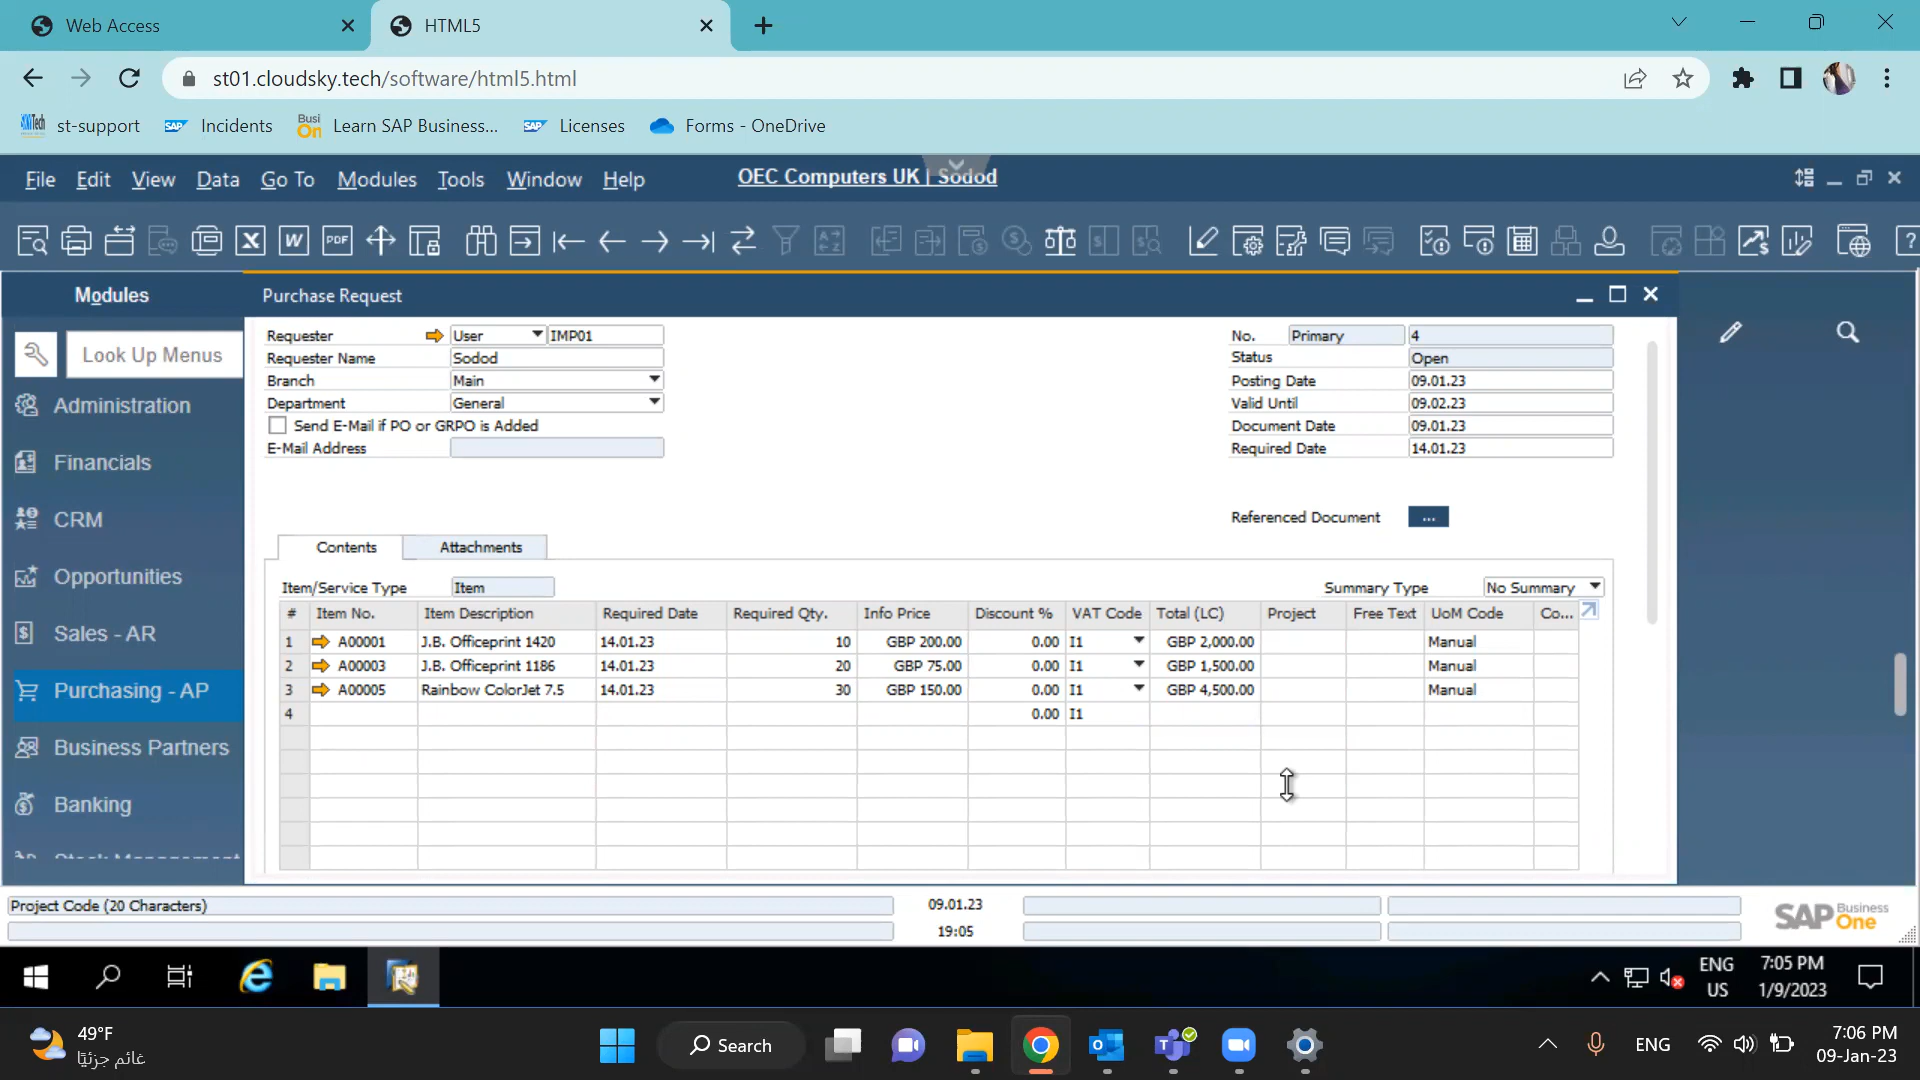 Web Access
HTML5
st01.cloudsky.tech/software/html5.html
st-support
Incidents
Learn SAP Business...
Licenses
Forms - OneDrive
File Edit View Data Go To Modules Tools Window Help
OEC Computers UK | Sodod
Modules
Look Up Menus
Administration
Financials
CRM
Opportunities
Sales - AR
Purchasing - AP
Business Partners
Banking
Purchase Request
Requester User IMP01
Requester Name Sodod
Branch Main
Department General
Send E-Mail if PO or GRPO is Added
E-Mail Address
No. Primary 4
Status Open
Posting Date 09.01.23
Valid Until 09.02.23
Document Date 09.01.23
Required Date 14.01.23
Referenced Document ...
Contents Attachments
Item/Service Type Item
Summary Type No Summary
# Item No. Item Description Required Date Required Qty. Info Price Discount % VAT Code Total (LC) Project Free Text UoM Code Co...
1 A00001 J.B. Officeprint 1420 14.01.23 10 GBP 200.00 0.00 I1 GBP 2,000.00 Manual
2 A00003 J.B. Officeprint 1186 14.01.23 20 GBP 75.00 0.00 I1 GBP 1,500.00 Manual
3 A00005 Rainbow ColorJet 7.5 14.01.23 30 GBP 150.00 0.00 I1 GBP 4,500.00 Manual
4 0.00 I1
Project Code (20 Characters)
09.01.23
19:05
SAP Business One
ENG
US
7:05 PM
1/9/2023
49°F
غائم جزئيًا
Search
ENG
7:06 PM
09-Jan-23